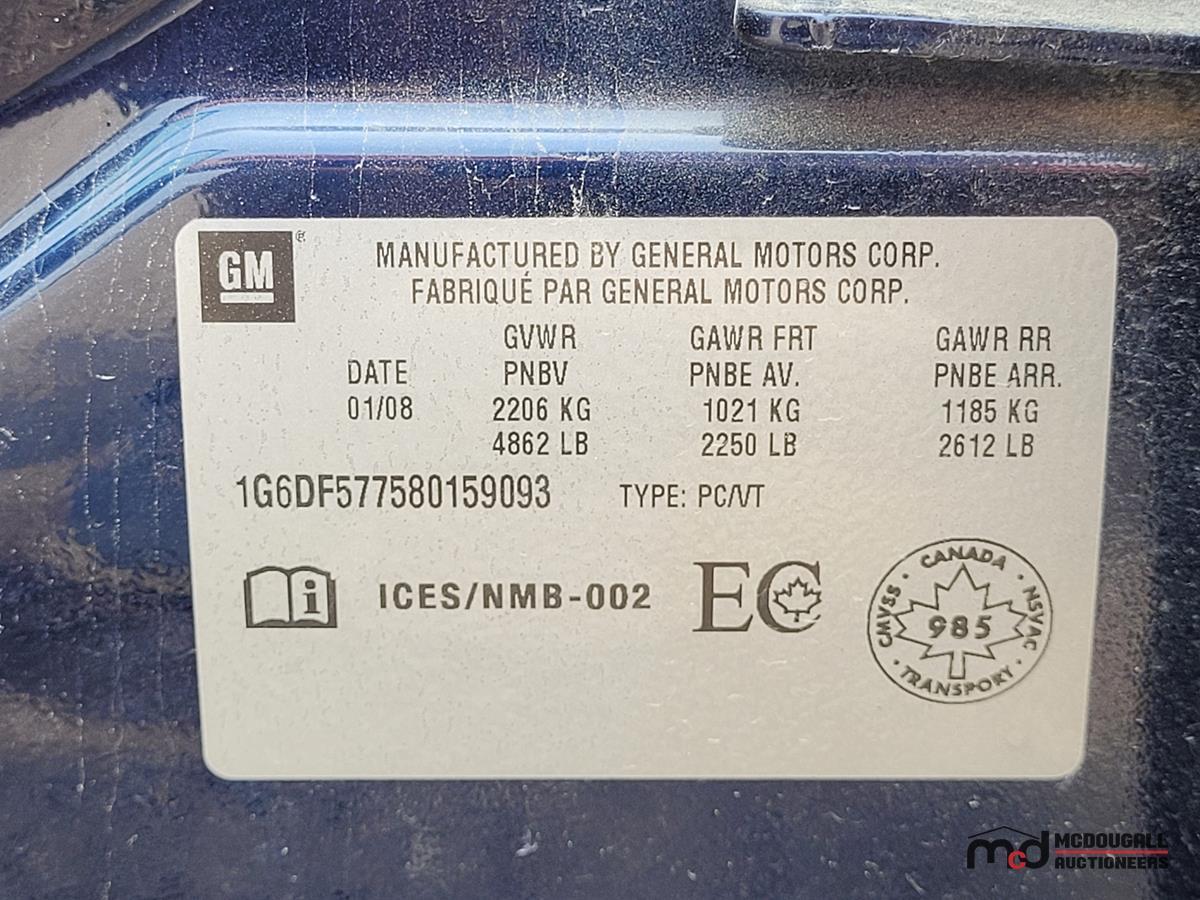 GM ®
MANUFACTURED BY GENERAL MOTORS CORP.
FABRIQUÉ PAR GENERAL MOTORS CORP.
GVWR GAWR FRT GAWR RR
DATE PNBV PNBE AV. PNBE ARR.
01/08 2206 KG 1021 KG 1185 KG
4862 LB 2250 LB 2612 LB
1G6DF577580159093 TYPE: PC/VT
i ICES/NMB-002 EC
CANADA
CMVSS · NSVAC
985
TRANSPORT
mcd MCDOUGALL
AUCTIONEERS